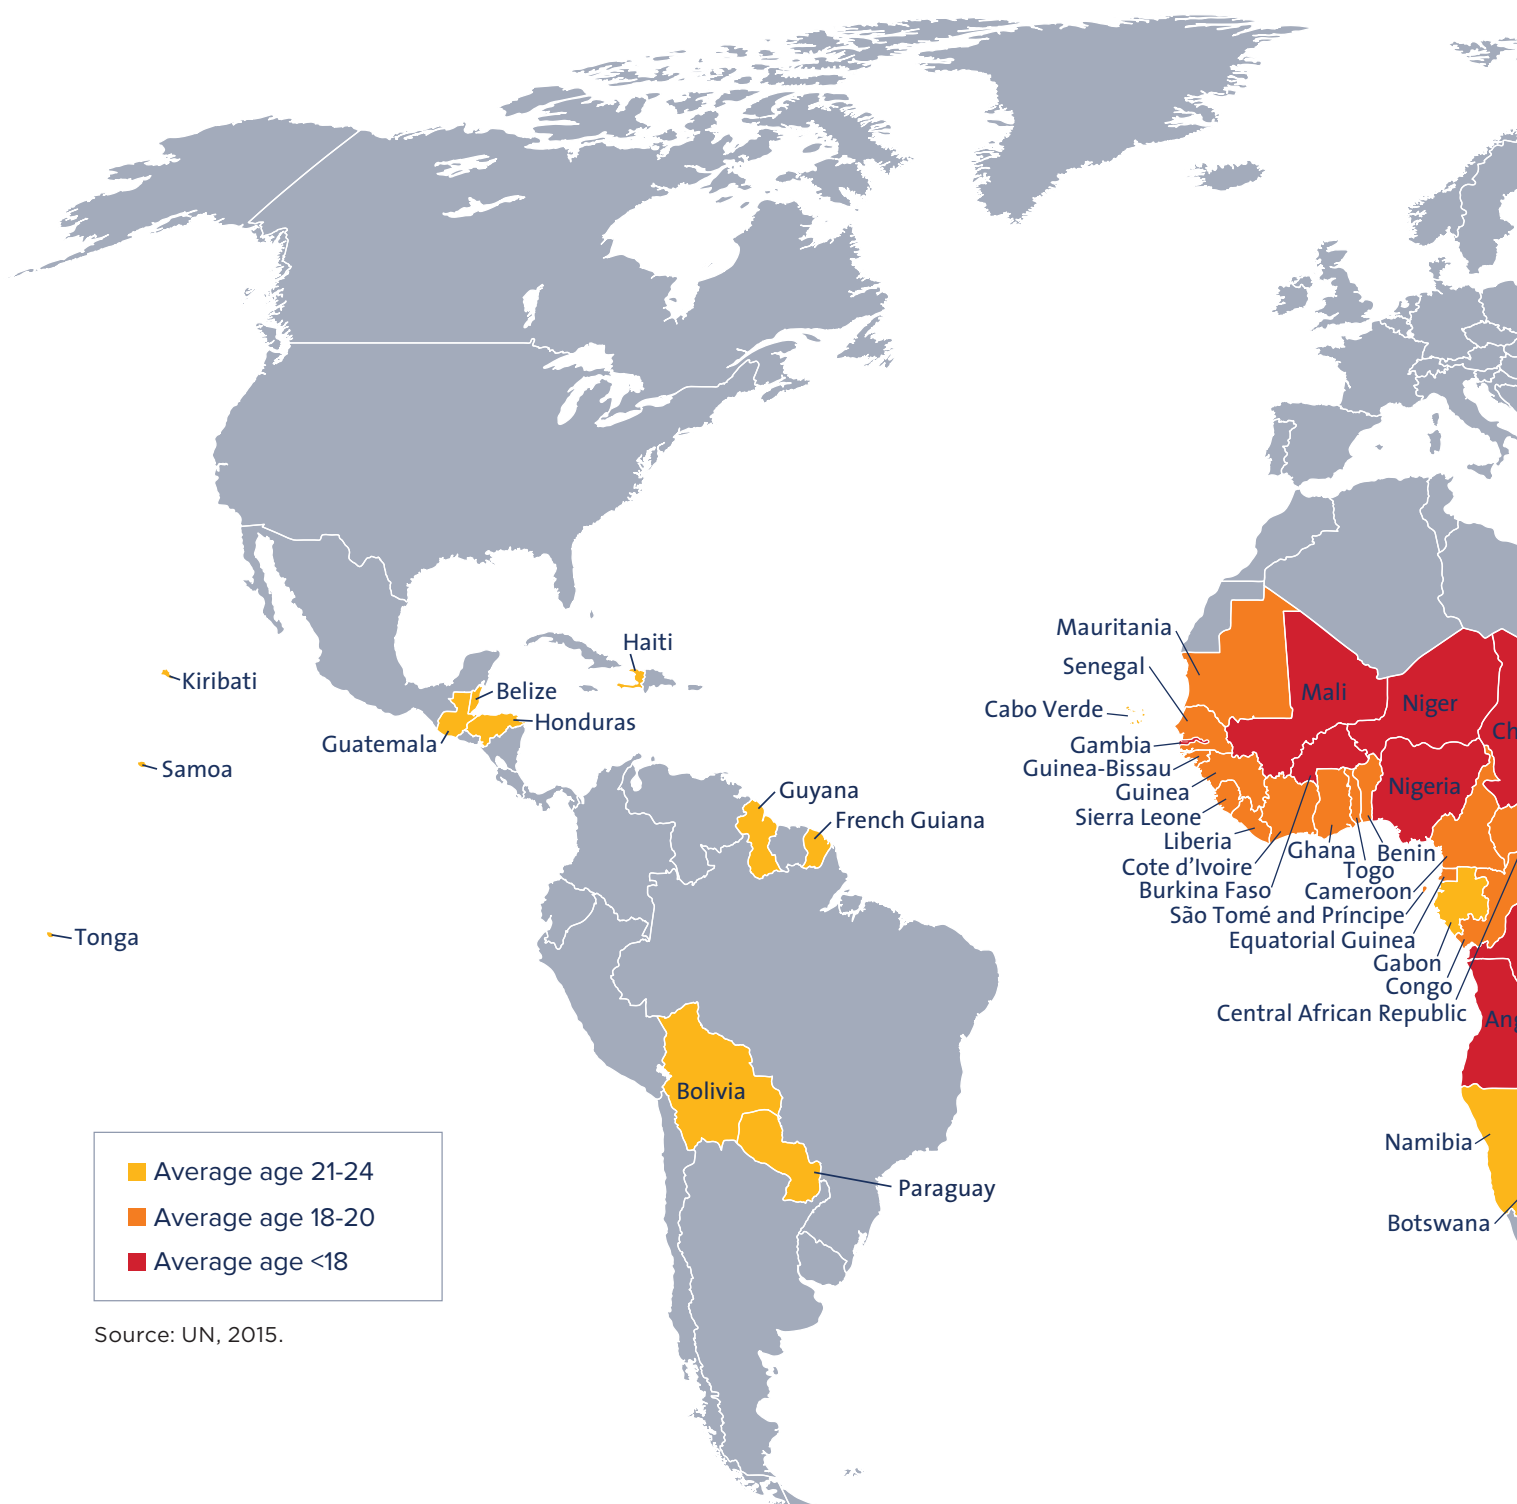 Haiti
Mauritania
Senegal
Kiribati
Belize
Mali
Niger
Cabo Verde
Honduras
Ch
Guatemala
Gambia
Samoa
Guinea-Bissau
Guyana
Guinea
Nigeria
French Guiana
Sierra Leone
Liberia
Ghana
Benin
Cote d'Ivoire
Togo
Burkina Faso
Cameroon
São Tomé and Príncipe
Tonga
Equatorial Guinea
Gabon
Congo
Central African Republic
Ang
Bolivia
Namibia
Average age 21-24
Paraguay
Average age 18-20
Botswana
Average age <18
Source: UN, 2015.